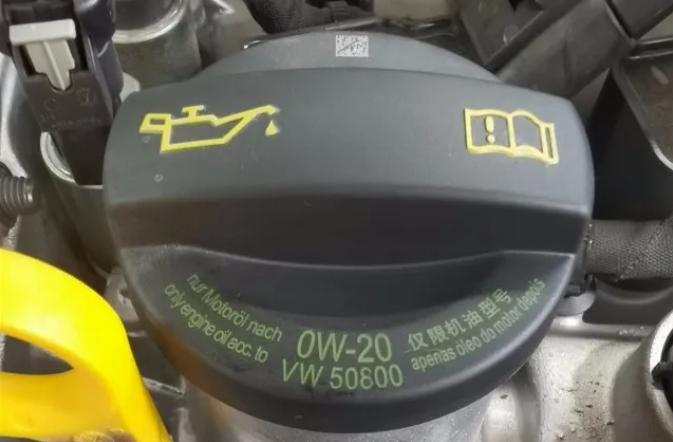 nur Motoröl nach
only engine oil acc. to
0W-20
VW 50800
仅限机油型号
apenas óleo do motor depois